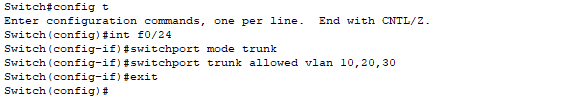 Switch#config t
Enter configuration commands, one per line.  End with CNTL/Z.
Switch(config)#int f0/24
Switch(config-if)#switchport mode trunk
Switch(config-if)#switchport trunk allowed vlan 10,20,30
Switch(config-if)#exit
Switch(config)#